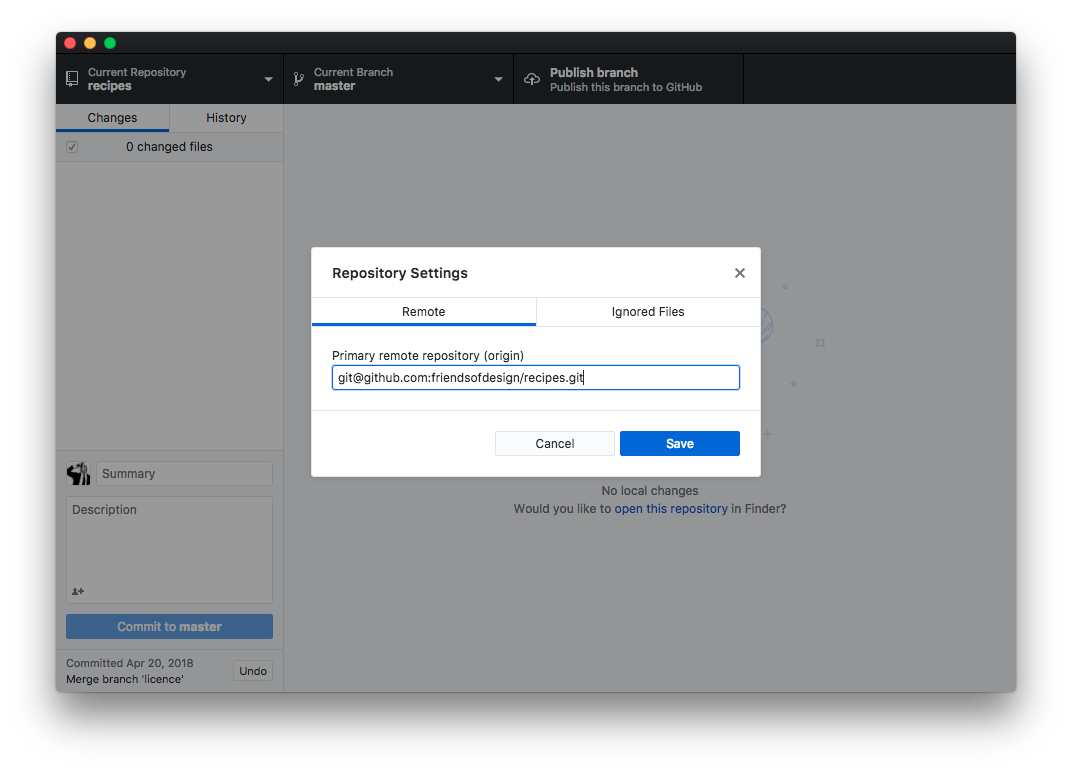 Current Repository
recipes
Current Branch
master
Publish branch
Publish this branch to GitHub
Changes
History
0 changed files
Repository Settings
Remote
Ignored Files
Primary remote repository (origin)
git@github.com:friendsofdesign/recipes.git
Cancel
Save
No local changes
Would you like to open this repository in Finder?
Summary
Description
Commit to master
Committed Apr 20, 2018
Merge branch 'licence'
Undo